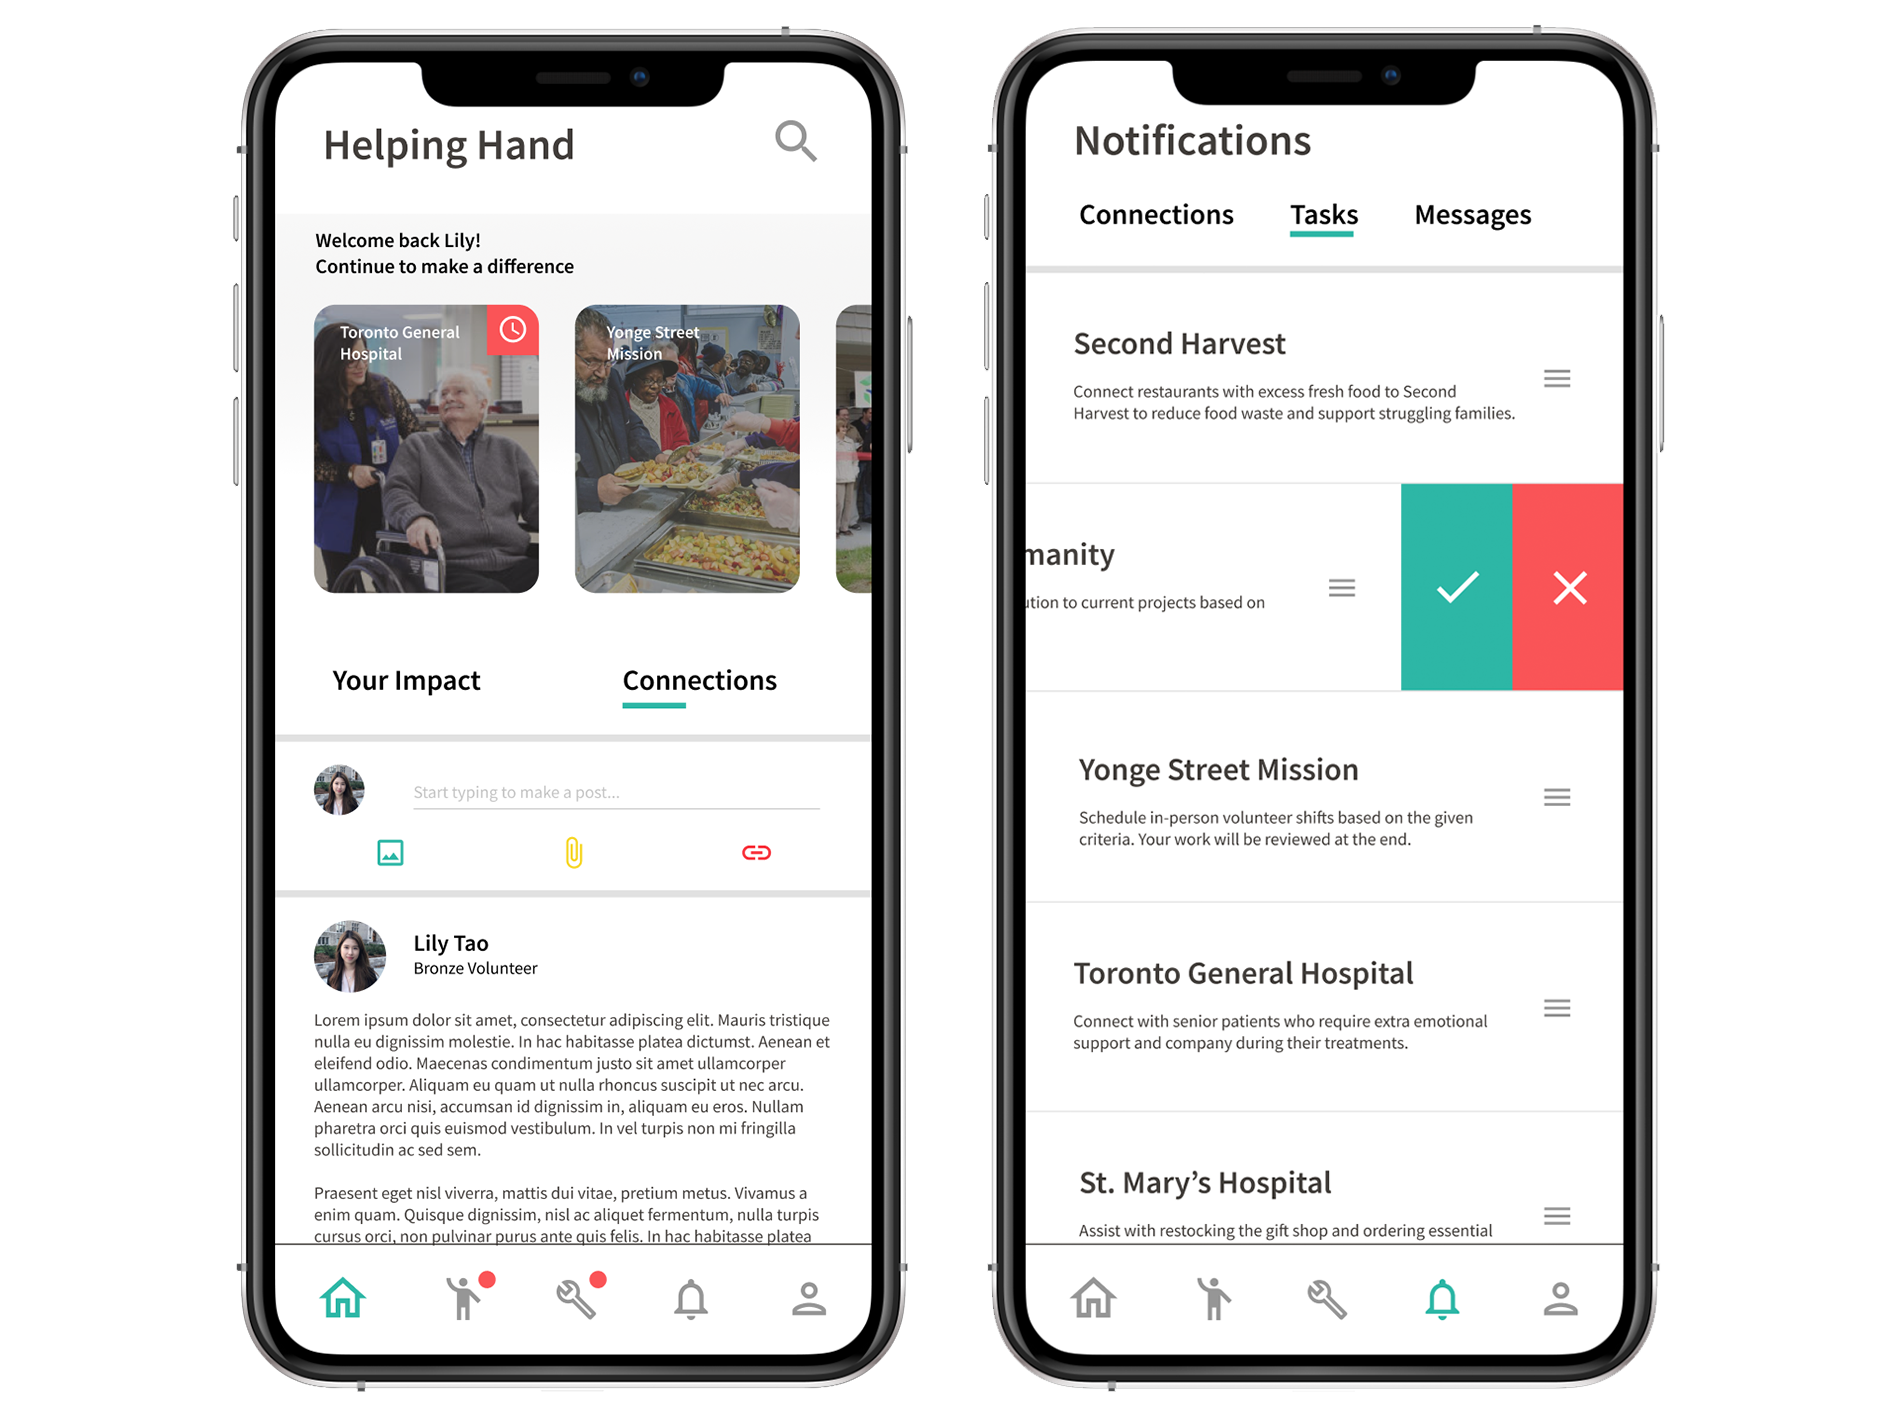 Helping Hand
Welcome back Lily!
Continue to make a difference
Toronto General
Hospital
Yonge Street
Mission
Your Impact
Connections
Start typing to make a post...
Lily Tao
Bronze Volunteer
Lorem ipsum dolor sit amet, consectetur adipiscing elit. Mauris tristique
nulla eu dignissim molestie. In hac habitasse platea dictumst. Aenean et
eleifend odio. Maecenas condimentum justo sit amet ullamcorper
ullamcorper. Aliquam eu quam ut nulla rhoncus suscipit ut nec arcu.
Aenean arcu nisi, accumsan id dignissim in, aliquam eu eros. Nullam
pharetra orci quis euismod vestibulum. In vel turpis non mi fringilla
sollicitudin ac sed sem.
Praesent eget nisl viverra, mattis dui vitae, pretium metus. Vivamus a
enim quam. Quisque dignissim, nisl ac aliquet fermentum, nulla turpis
cursus orci, non pulvinar purus ante quis felis. In hac habitasse platea
Notifications
Connections
Tasks
Messages
Second Harvest
Connect restaurants with excess fresh food to Second
Harvest to reduce food waste and support struggling families.
manity
ution to current projects based on
Yonge Street Mission
Schedule in-person volunteer shifts based on the given
criteria. Your work will be reviewed at the end.
Toronto General Hospital
Connect with senior patients who require extra emotional
support and company during their treatments.
St. Mary’s Hospital
Assist with restocking the gift shop and ordering essential